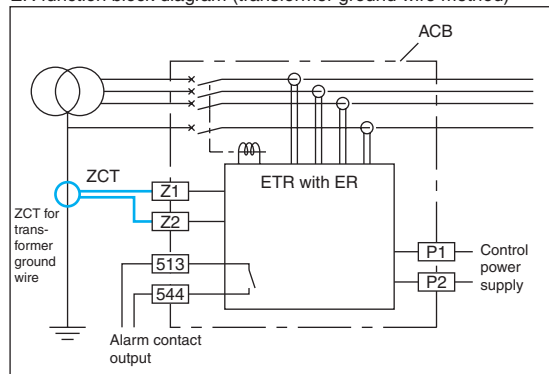 ER function block diagram (transformer ground wire method)
ACB
ZCT
Z1
ETR with ER
Z2
ZCT for
trans-
former
ground
wire
513
P1
Control
power
supply
544
P2
Alarm contact
output